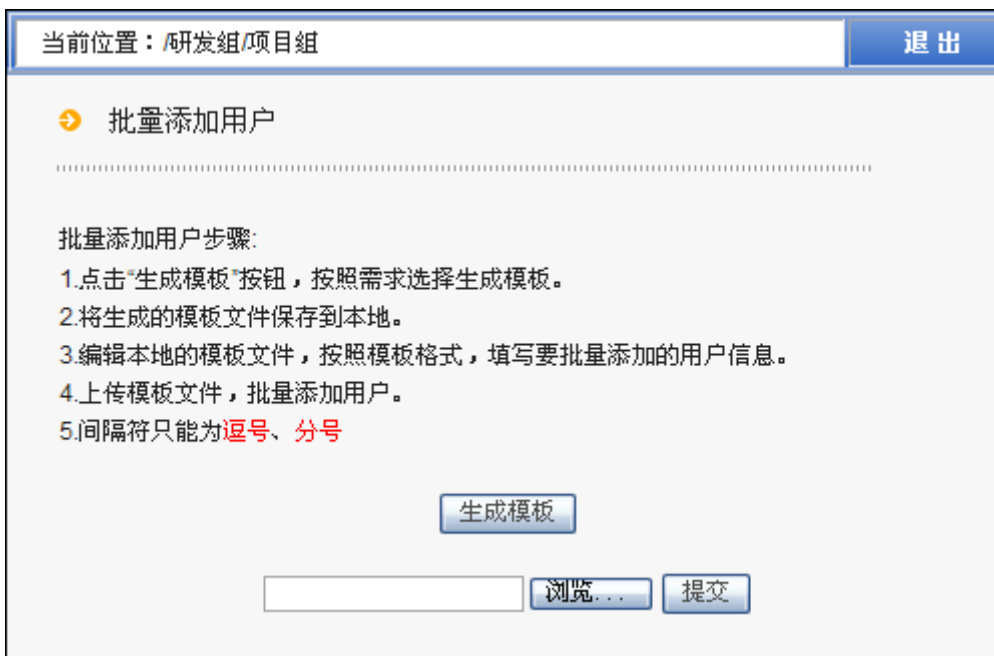 当前位置：/研发组/项目组
退 出
批量添加用户
批量添加用户步骤:
1.点击“生成模板”按钮，按照需求选择生成模板。
2.将生成的模板文件保存到本地。
3.编辑本地的模板文件，按照模板格式，填写要批量添加的用户信息。
4.上传模板文件，批量添加用户。
5.间隔符只能为逗号、分号
生成模板
浏览... 提交